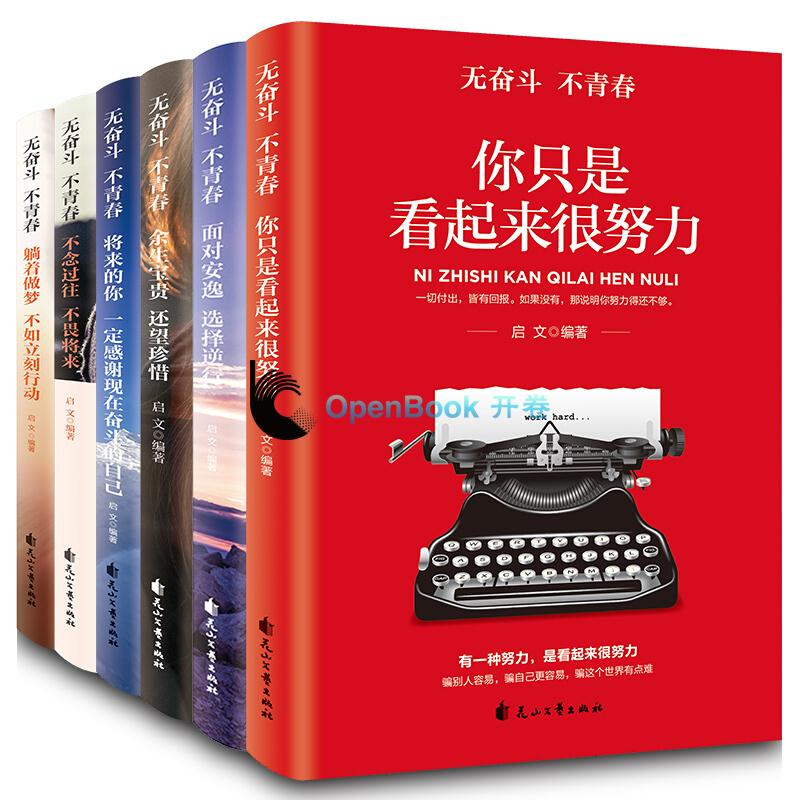 无奋斗 不青春 躺着做梦 不如立刻行动
启文◎编著
花山文艺出版社
无奋斗 不青春 不念过往 不畏将来
启文◎编著
花山文艺出版社
无奋斗 不青春 将来的你 一定感谢现在奋斗的自己
启文◎编著
花山文艺出版社
无奋斗 不青春 余生宝贵 还望珍惜
启文◎编著
花山文艺出版社
无奋斗 不青春 面对安逸 选择逆行
启文◎编著
花山文艺出版社
无奋斗 不青春 你只是看起来很努
文◎编著
花山文艺出版社
无奋斗 不青春
你只是
看起来很努力
NI ZHISHI KAN QILAI HEN NULI
一切付出，皆有回报。如果没有，那说明你努力得还不够。
启 文◎编著
OpenBook 开卷
work hard...
有一种努力，是看起来很努力
骗别人容易，骗自己更容易，骗这个世界有点难
花山文艺出版社